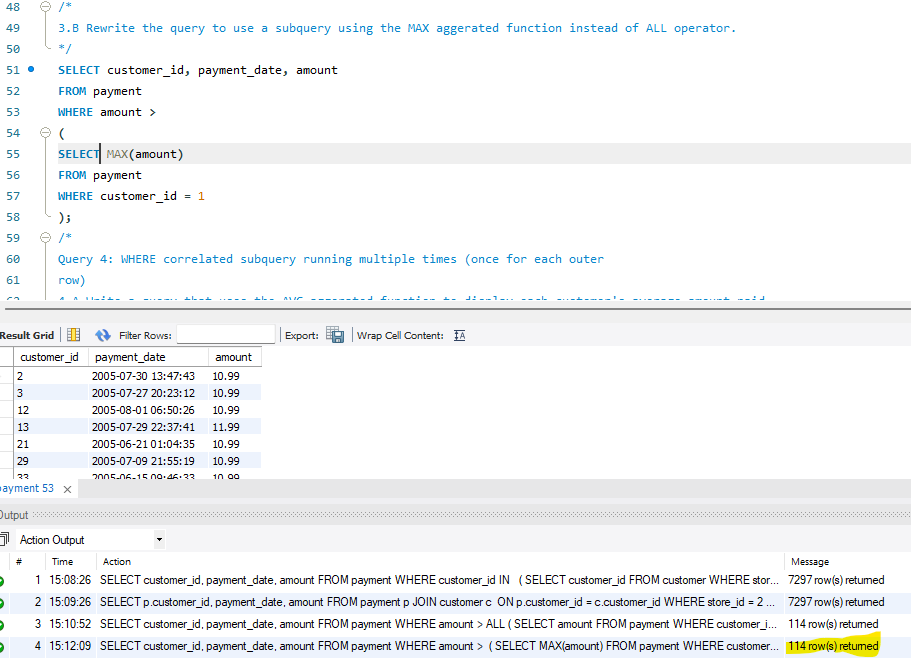 48 /*
49 3.B Rewrite the query to use a subquery using the MAX aggerated function instead of ALL operator.
50 */
51 SELECT customer_id, payment_date, amount
52 FROM payment
53 WHERE amount >
54 (
55 SELECT MAX(amount)
56 FROM payment
57 WHERE customer_id = 1
58 );
59 /*
60 Query 4: WHERE correlated subquery running multiple times (once for each outer
61 row)
Result Grid Filter Rows: Export: Wrap Cell Content:
customer_id payment_date amount
2 2005-07-30 13:47:43 10.99
3 2005-07-27 20:23:12 10.99
12 2005-08-01 06:50:26 10.99
13 2005-07-29 22:37:41 11.99
21 2005-06-21 01:04:35 10.99
29 2005-07-09 21:55:19 10.99
33 2005-06-15 09:46:33 10.99
payment 53
Output
Action Output
# Time Action Message
1 15:08:26 SELECT customer_id, payment_date, amount FROM payment WHERE customer_id IN ( SELECT customer_id FROM customer WHERE stor... 7297 row(s) returned
2 15:09:26 SELECT p.customer_id, payment_date, amount FROM payment p JOIN customer c ON p.customer_id = c.customer_id WHERE store_id = 2 ... 7297 row(s) returned
3 15:10:52 SELECT customer_id, payment_date, amount FROM payment WHERE amount > ALL ( SELECT amount FROM payment WHERE customer_i... 114 row(s) returned
4 15:12:09 SELECT customer_id, payment_date, amount FROM payment WHERE amount > ( SELECT MAX(amount) FROM payment WHERE customer... 114 row(s) returned